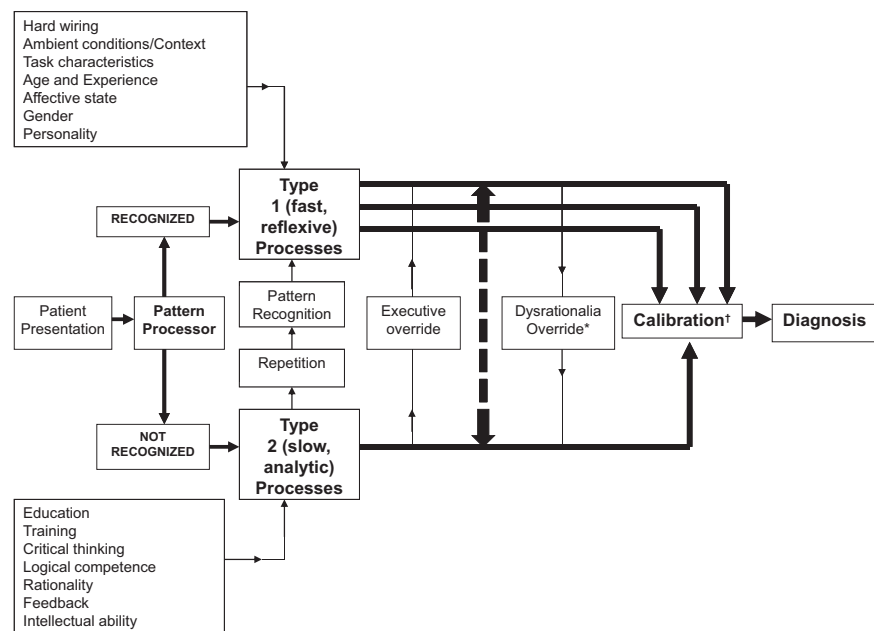 Hard wiring
Ambient conditions/Context
Task characteristics
Age and Experience
Affective state
Gender
Personality
Type
1 (fast,
reflexive)
Processes
RECOGNIZED
Patient
Presentation
Pattern
Processor
Pattern
Recognition
Executive
override
Dysrationalia
Override*
Calibration†
Diagnosis
Repetition
NOT
RECOGNIZED
Type
2 (slow,
analytic)
Processes
Education
Training
Critical thinking
Logical competence
Rationality
Feedback
Intellectual ability